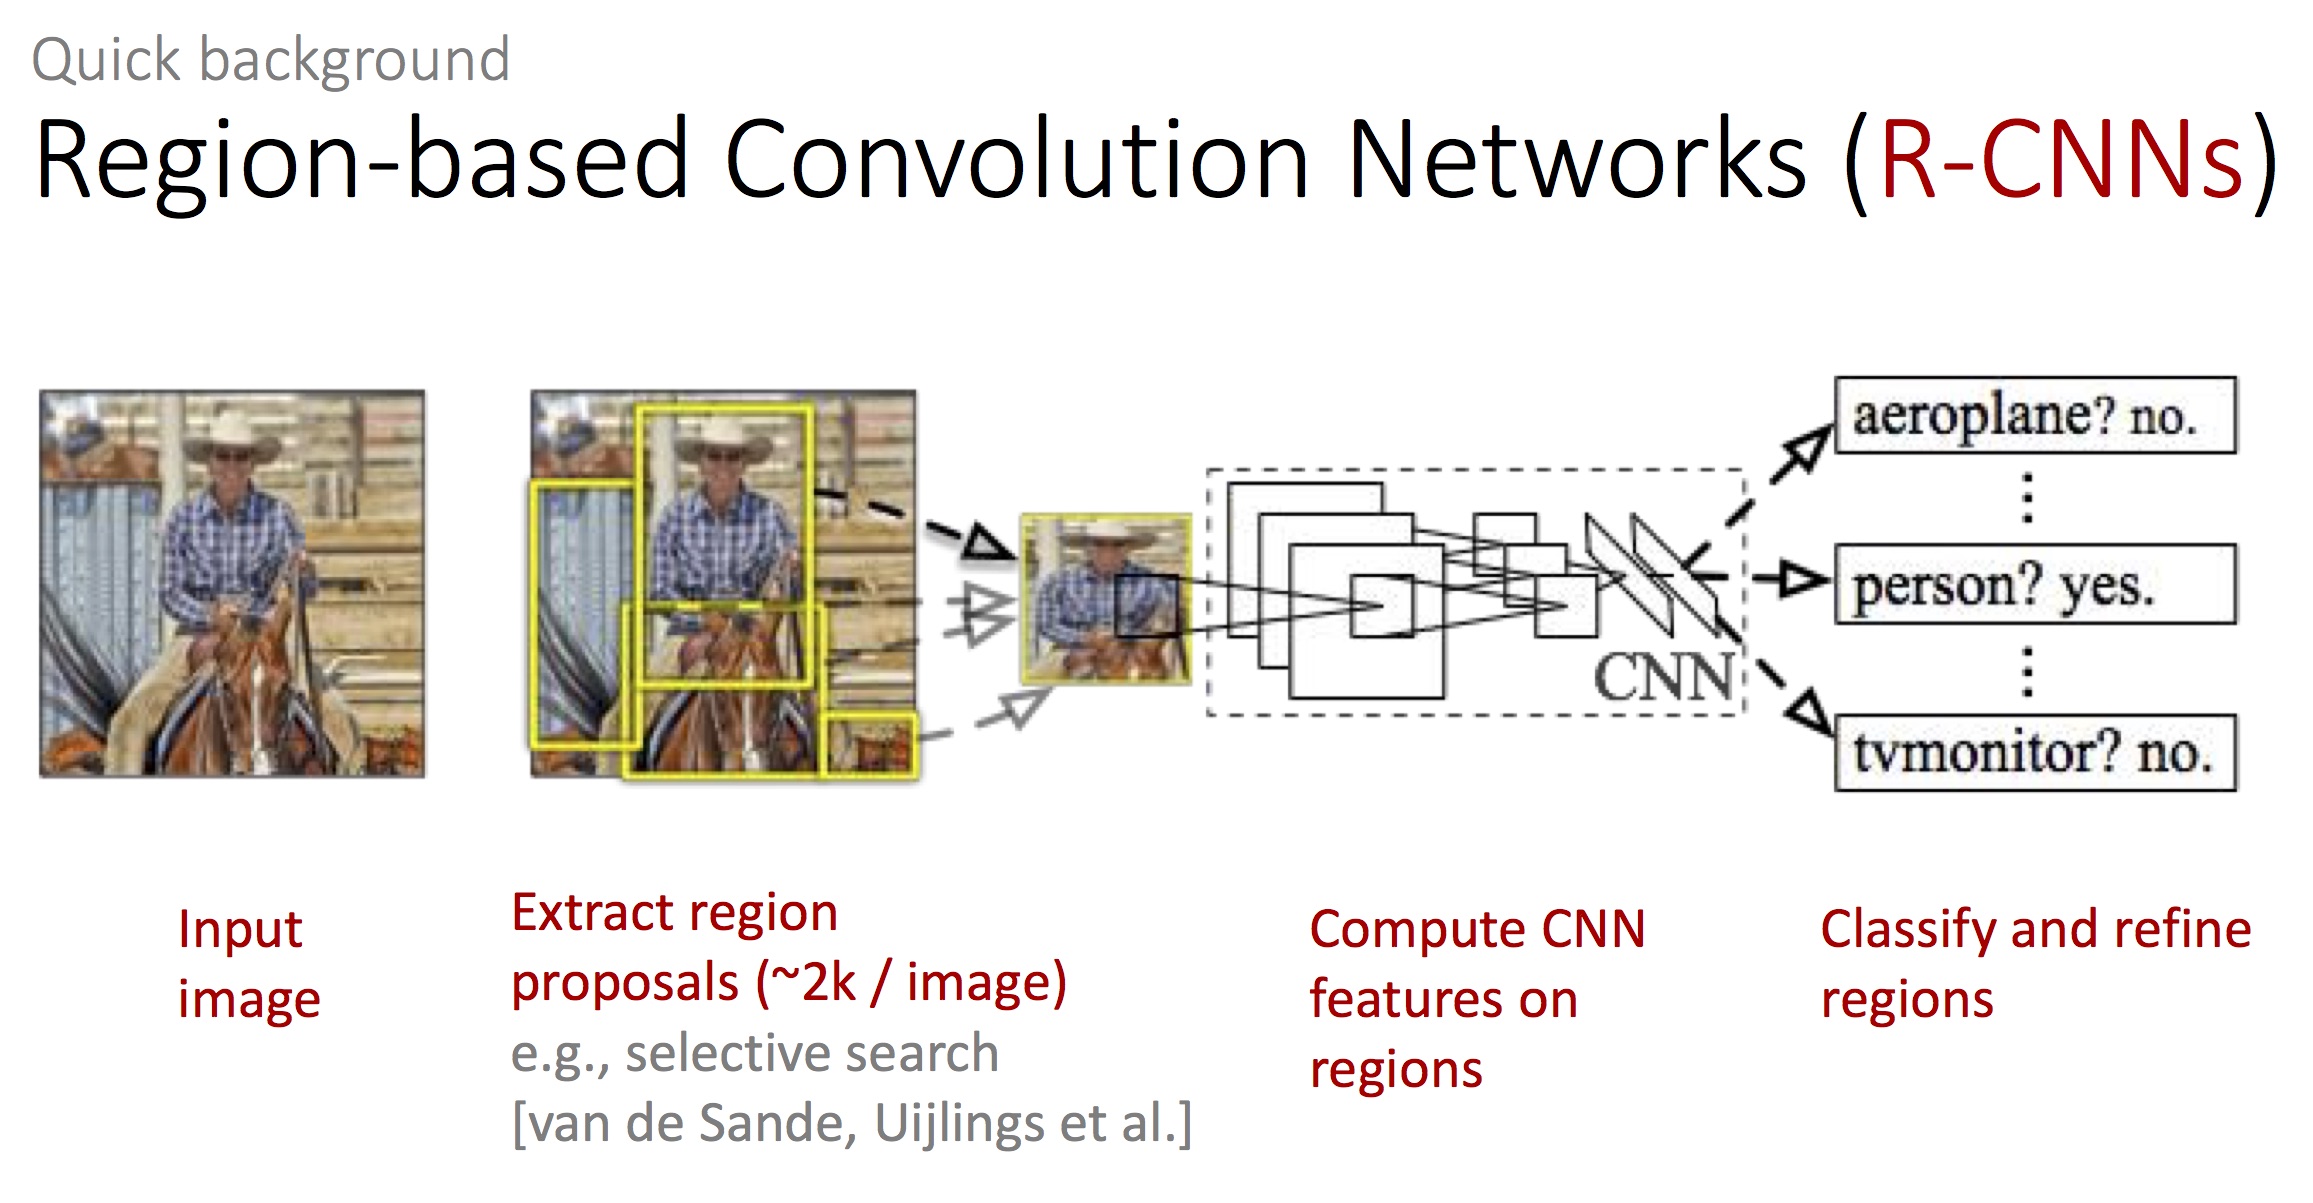 Quick background
Region-based Convolution Networks (R-CNNs)
aeroplane? no.
person? yes.
tvmonitor? no.
CNN
Input
image
Extract region
proposals (~2k / image)
e.g., selective search
[van de Sande, Uijlings et al.]
Compute CNN
features on
regions
Classify and refine
regions